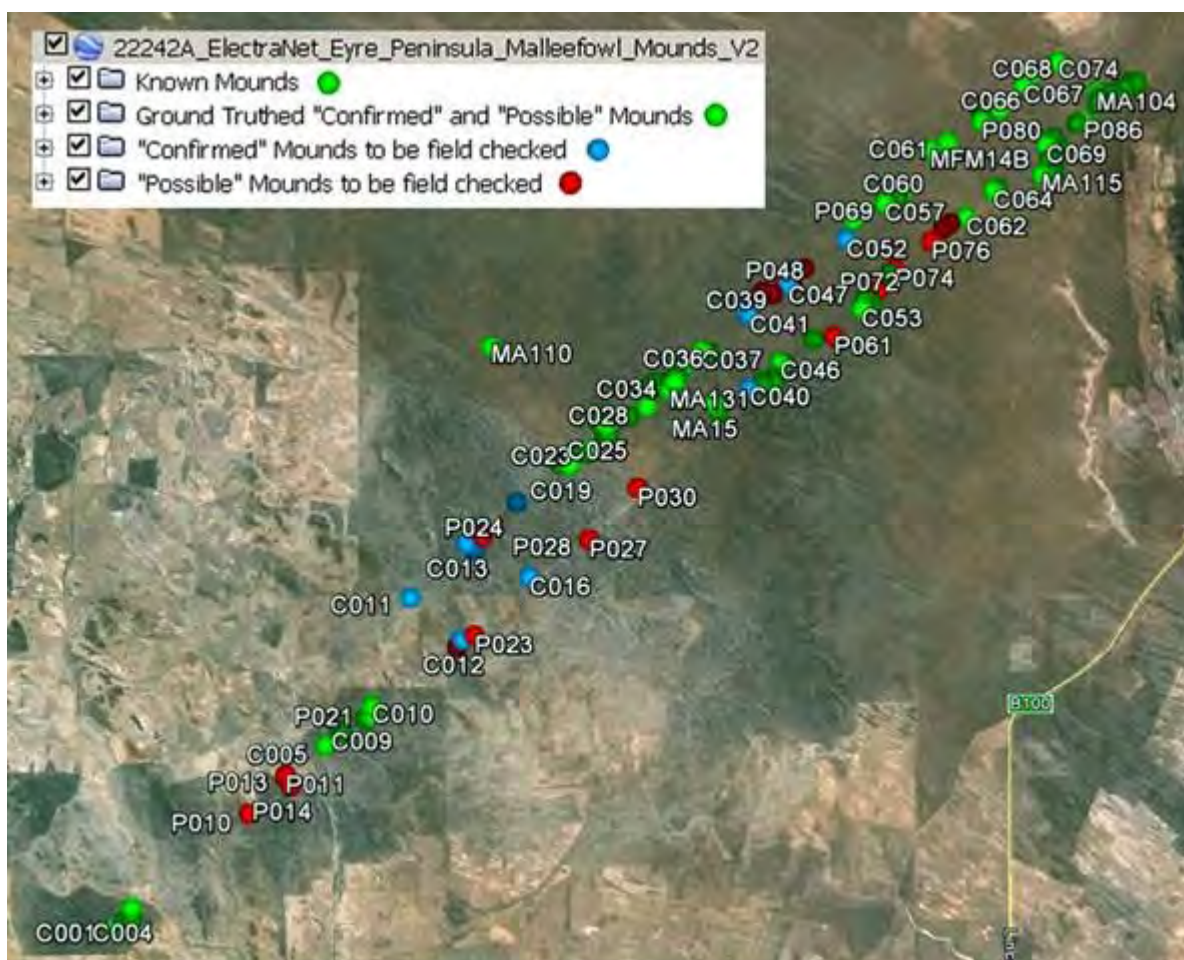 22242A_ElectraNet_Eyre_Peninsula_Malleefowl_Mounds_V2
Known Mounds
Ground Truthed "Confirmed" and "Possible" Mounds
"Confirmed" Mounds to be field checked
"Possible" Mounds to be field checked
C068
C074
C067
MA104
C066
P080
P086
C061
MFM14B
C069
MA115
C060
C064
P069
C057
C062
C052
P076
P048
P072
P074
C039
C047
C053
C041
P061
MA110
C036
C037
C046
C034
MA131
C040
C028
MA15
C023
C025
C019
P030
P024
P028
P027
C013
C016
C011
P023
C012
P021
C010
C009
C005
P013
P011
P010
P014
B100
C001
C004